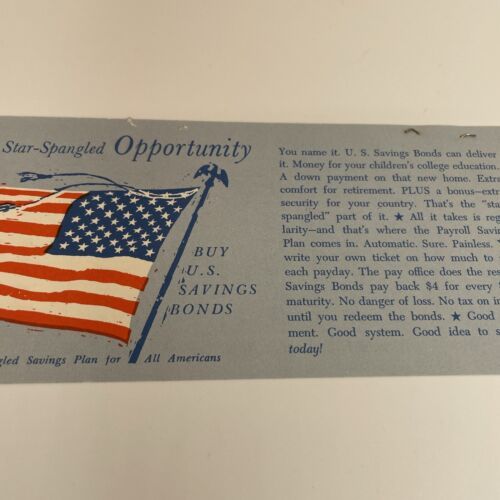 Star-Spangled Opportunity
BUY
U.S.
SAVINGS
BONDS
gled Savings Plan for All Americans
You name it. U. S. Savings Bonds can deliver
it. Money for your children's college education.
A down payment on that new home. Extra
comfort for retirement. PLUS a bonus—extra
security for your country. That's the "sta
spangled" part of it. ★ All it takes is regu
larity—and that's where the Payroll Savin
Plan comes in. Automatic. Sure. Painless. Y
write your own ticket on how much to
each payday. The pay office does the rest
Savings Bonds pay back $4 for every
maturity. No danger of loss. No tax on in
until you redeem the bonds. ★ Good
ment. Good system. Good idea to s
today!